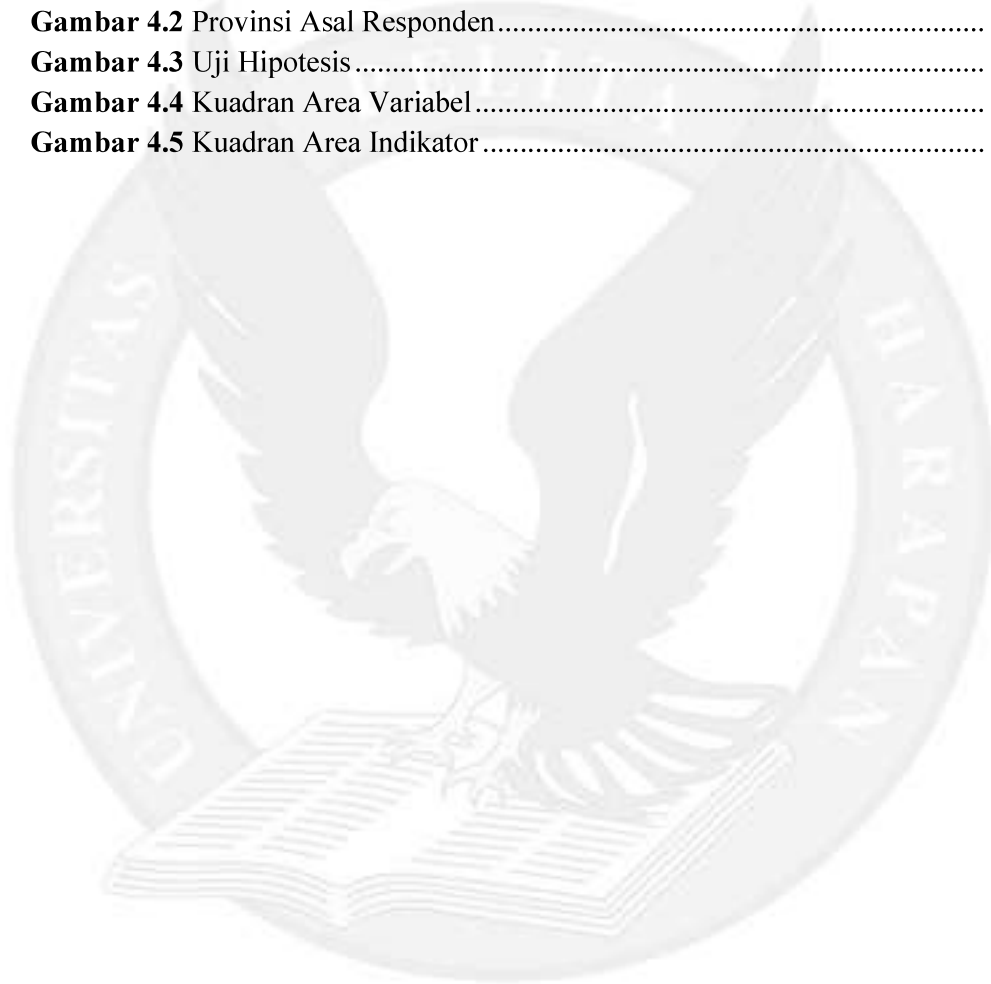 Gambar 4.2 Provinsi Asal Responden.................................................................
Gambar 4.3 Uji Hipotesis....................................................................................
Gambar 4.4 Kuadran Area Variabel....................................................................
Gambar 4.5 Kuadran Area Indikator...................................................................
UNIVERSITAS PELITA HARAPAN